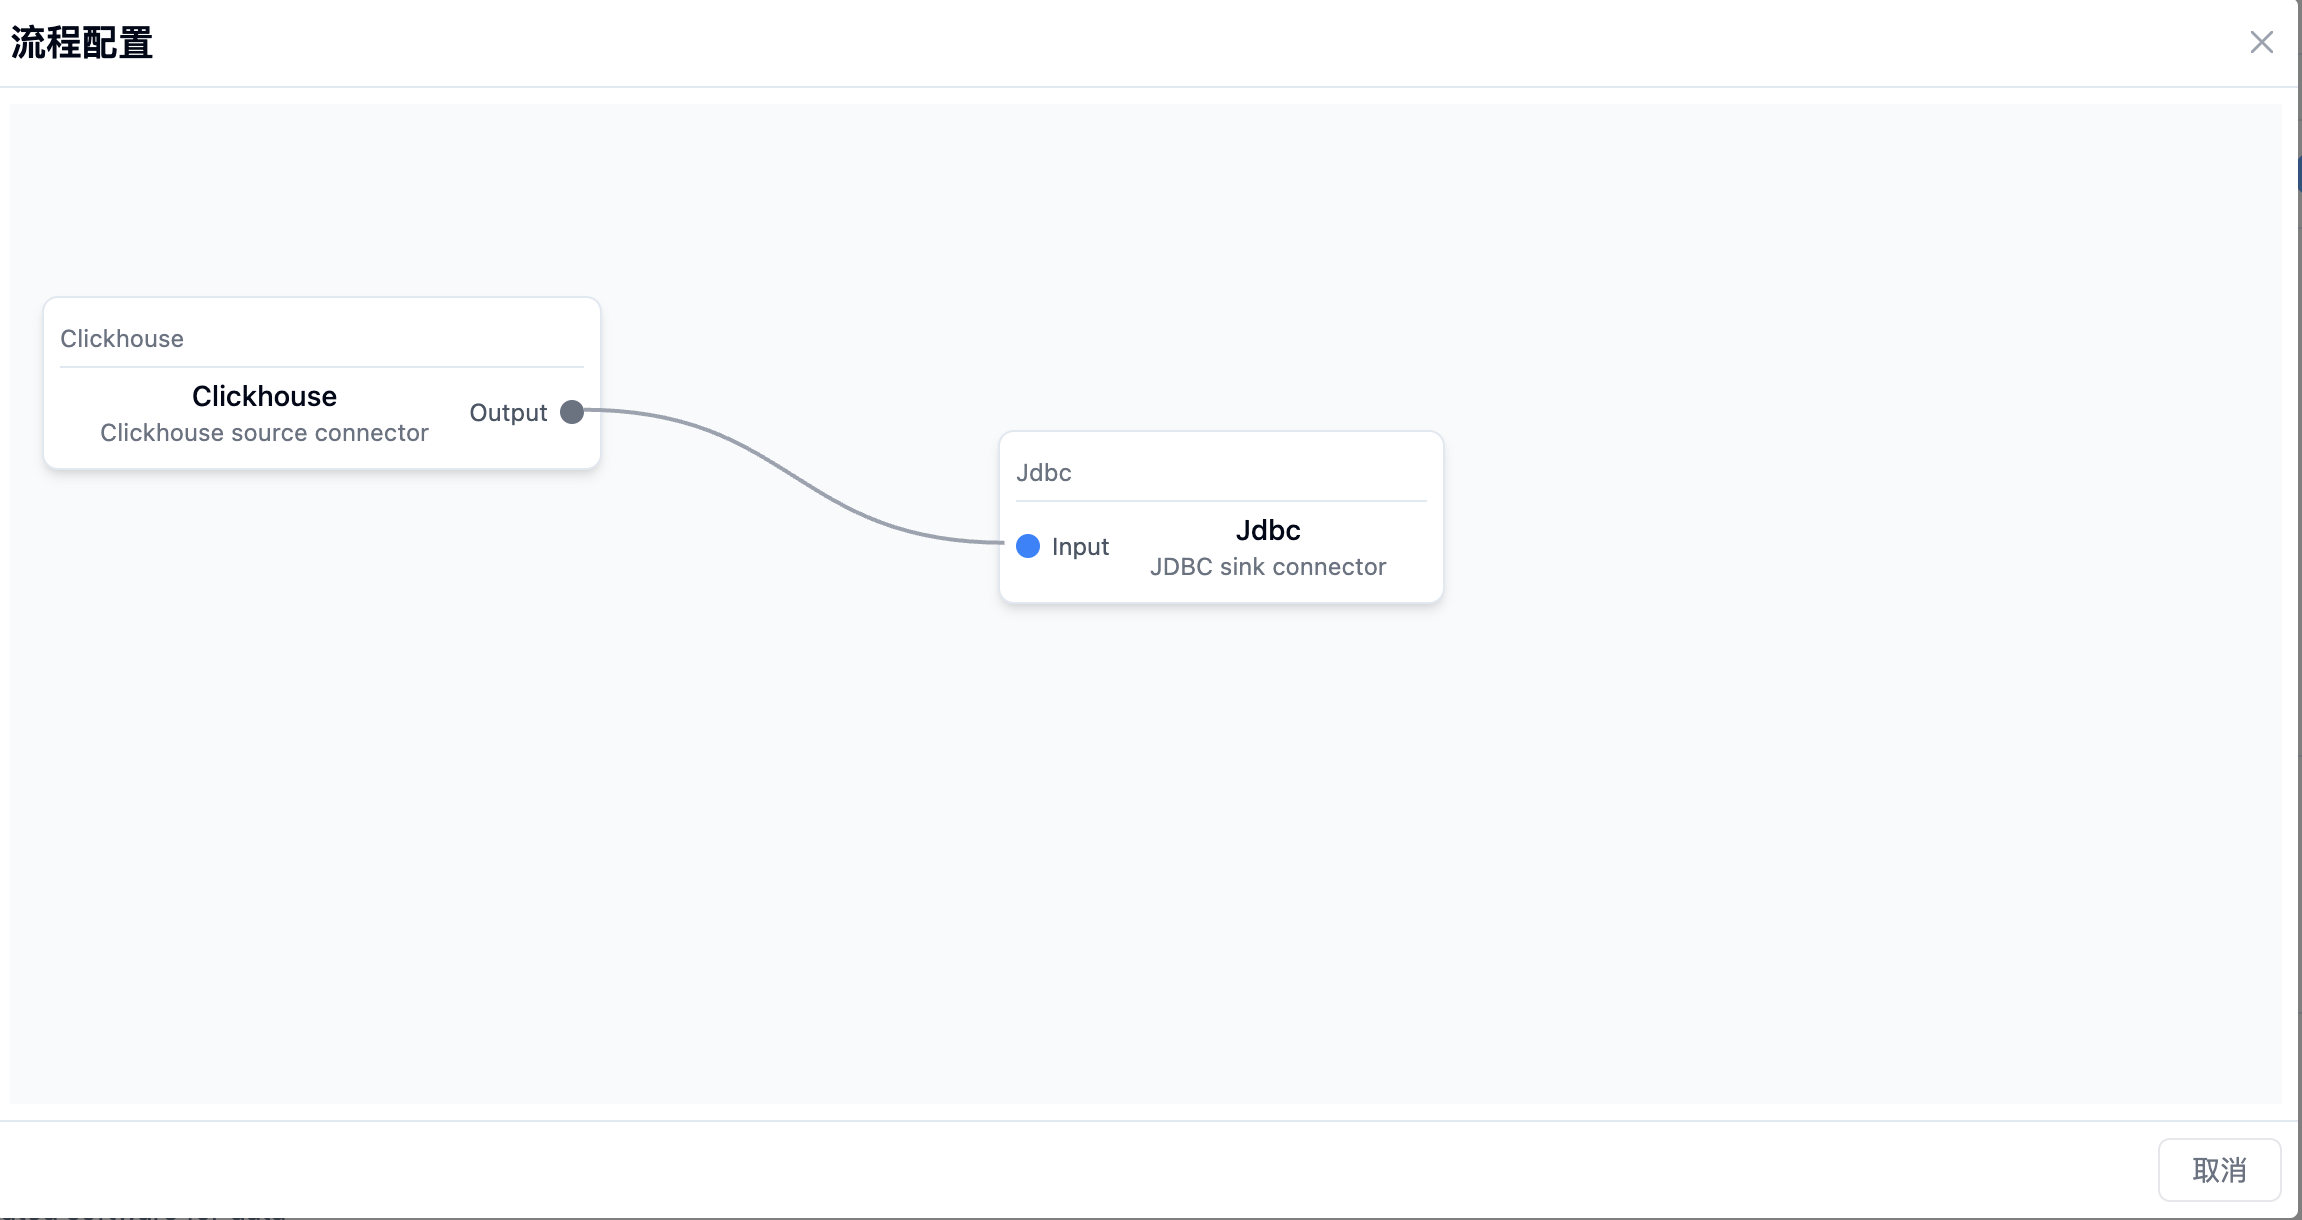 流程配置
Clickhouse
Clickhouse
Clickhouse source connector
Output
Jdbc
Input
Jdbc
JDBC sink connector
取消